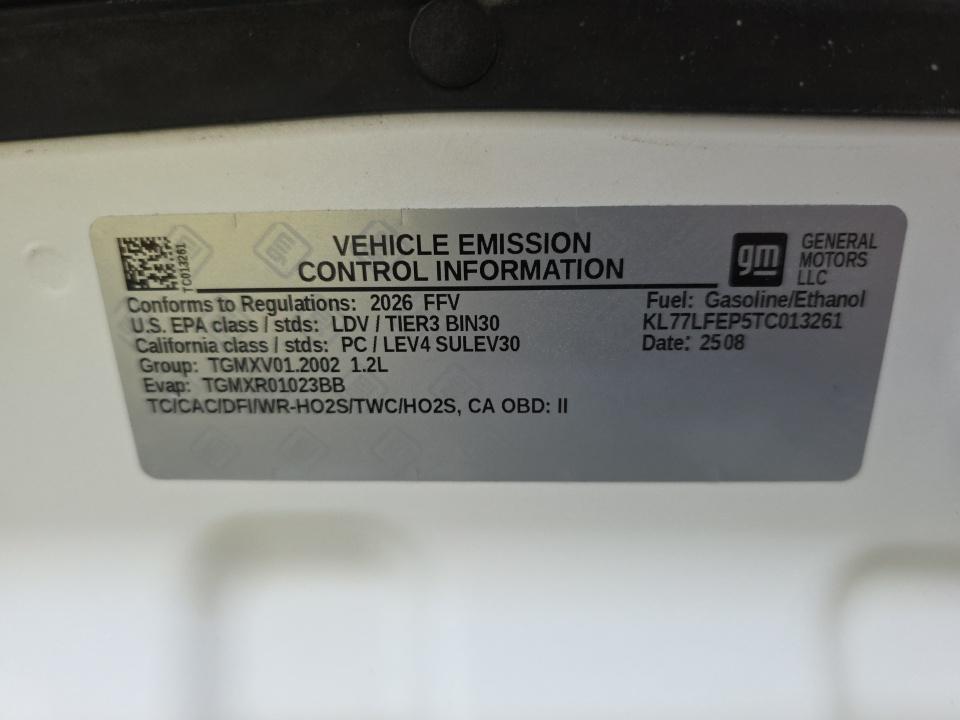 TC013261
VEHICLE EMISSION
CONTROL INFORMATION
gm
GENERAL
MOTORS
LLC
Conforms to Regulations: 2026 FFV
U.S. EPA class / stds: LDV / TIER3 BIN30
California class / stds: PC / LEV4 SULEV30
Group: TGMXV01.2002 1.2L
Evap: TGMXR01023BB
TC/CAC/DFI/WR-HO2S/TWC/HO2S, CA OBD: II
Fuel: Gasoline/Ethanol
KL77LFEP5TC013261
Date: 2508